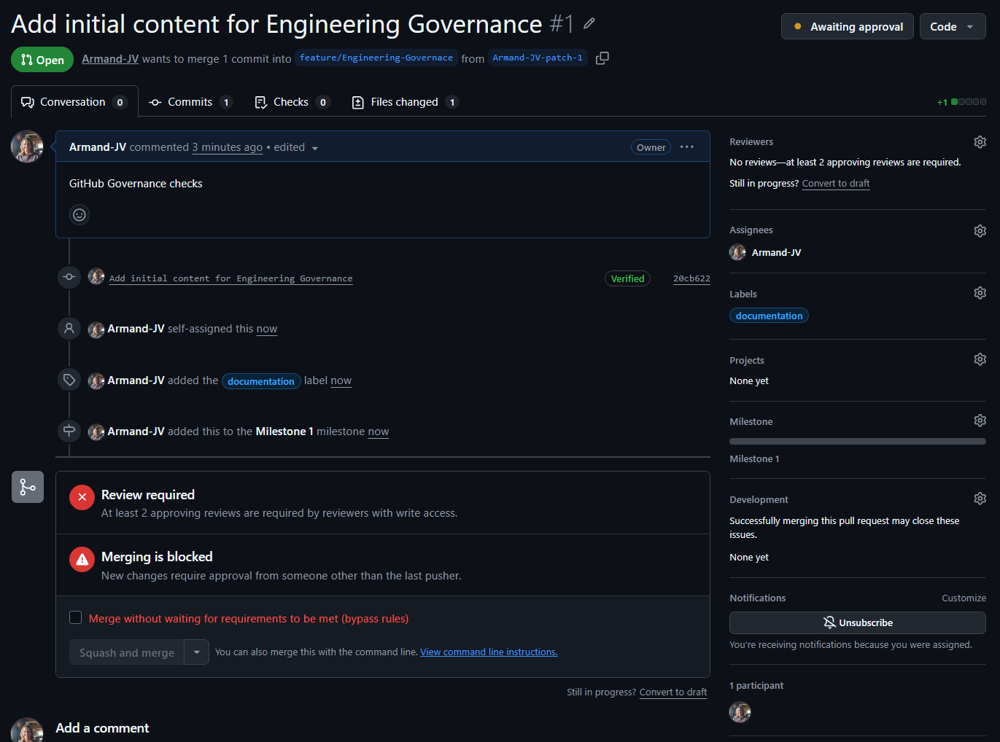 Add initial content for Engineering Governance #1
Awaiting approval
Code
Open
Armand-JV wants to merge 1 commit into feature/Engineering-Governace from Armand-JV-patch-1
Conversation 0
Commits 1
Checks 0
Files changed 1
+1
Armand-JV commented 3 minutes ago • edited
Owner
GitHub Governance checks
Add initial content for Engineering Governance
Verified
20cb622
Armand-JV self-assigned this now
Armand-JV added the documentation label now
Armand-JV added this to the Milestone 1 milestone now
Review required
At least 2 approving reviews are required by reviewers with write access.
Merging is blocked
New changes require approval from someone other than the last pusher.
Merge without waiting for requirements to be met (bypass rules)
Squash and merge
You can also merge this with the command line. View command line instructions.
Still in progress? Convert to draft
Add a comment
Reviewers
No reviews—at least 2 approving reviews are required.
Still in progress? Convert to draft
Assignees
Armand-JV
Labels
documentation
Projects
None yet
Milestone
Milestone 1
Development
Successfully merging this pull request may close these
issues.
None yet
Notifications
Customize
Unsubscribe
You're receiving notifications because you were assigned.
1 participant